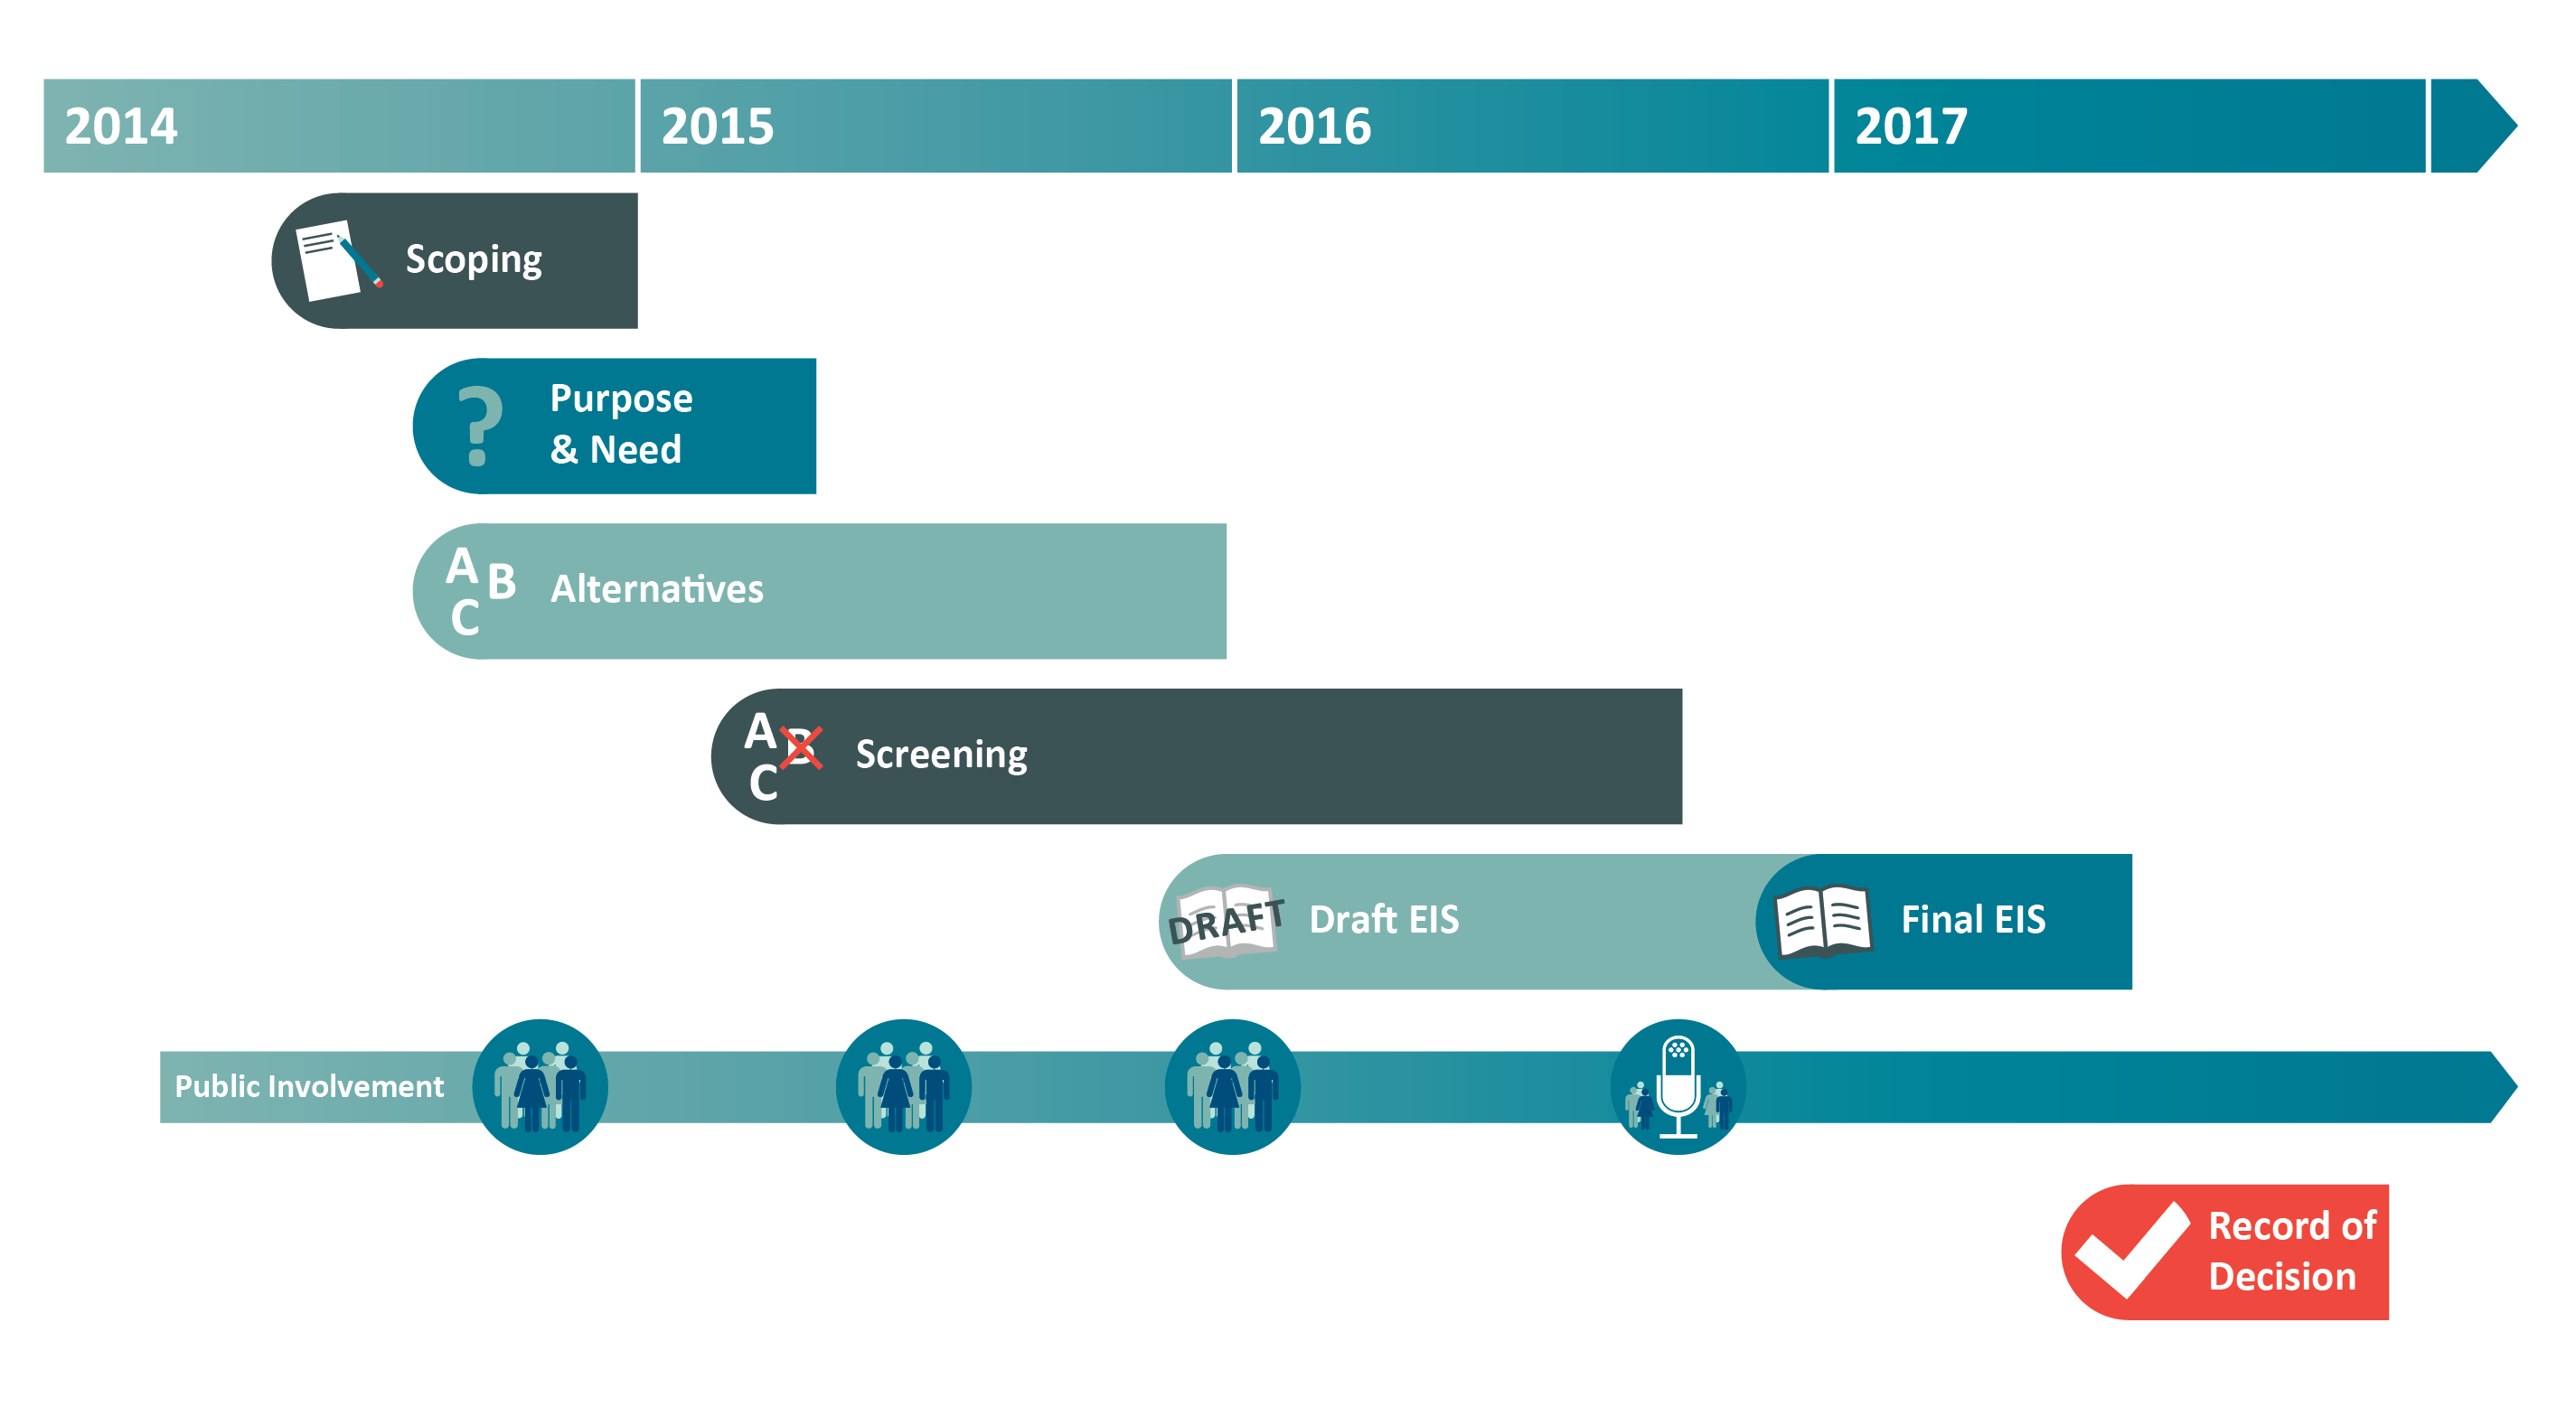 2014 2015 2016 2017
Scoping
?
Purpose
& Need
A B
C
Alternatives
A B
C
Screening
DRAFT
Draft EIS
Final EIS
Public Involvement
Record of
Decision